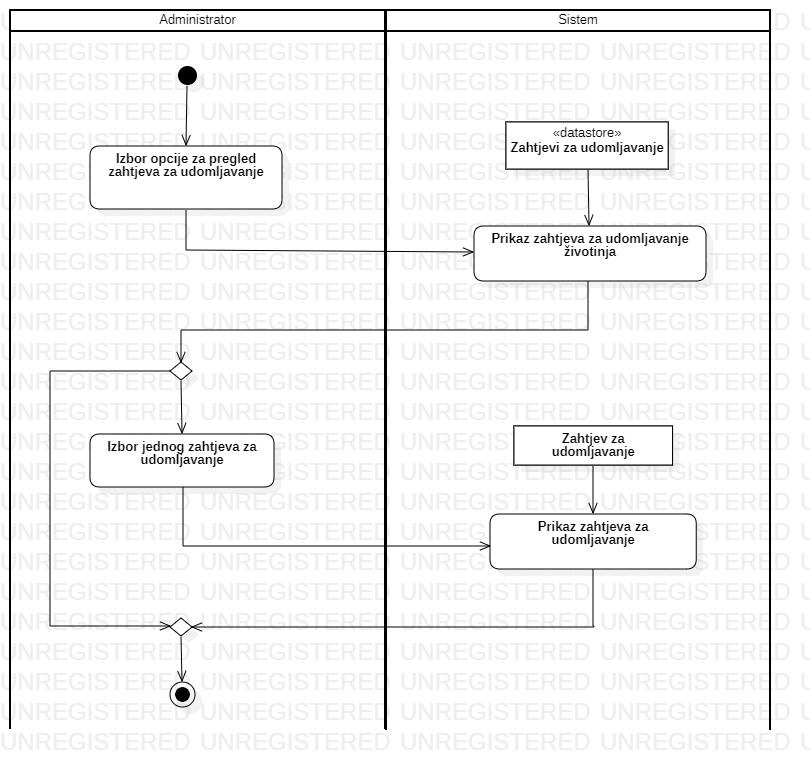 Administrator
Sistem
«datastore»
Zahtjevi za udomljavanje
Izbor opcije za pregled
zahtjeva za udomljavanje
Prikaz zahtjeva za udomljavanje
životinja
Izbor jednog zahtjeva za
udomljavanje
Zahtjev za
udomljavanje
Prikaz zahtjeva za
udomljavanje
UNREGISTERED UNREGISTERED UNREGISTERED UNREGISTERED